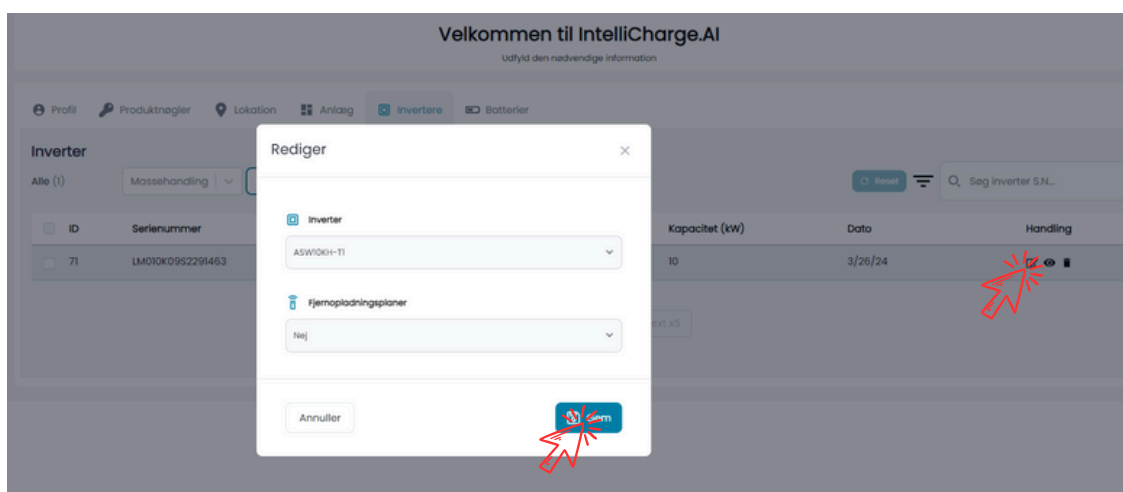 Velkommen til IntelliCharge.AI
Udfyld den nødvendige information
Profil Produktnøgler Lokation Anlæg Invertere Batterier
Inverter
Alle (1) Massehandling Reset Søg inverter S.N...
ID Serienummer Kapacitet (kW) Dato Handling
71 LM010K09S2291463 10 3/26/24
Rediger
Inverter
ASW10KH-T1
Fjernopladningsplaner
Nej
x5
Annuller Gem